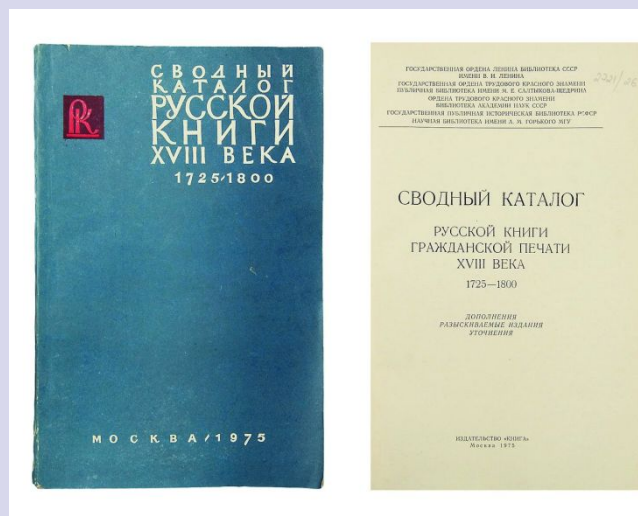 СВОДНЫЙ
КАТАЛОГ
РУССКОЙ
КНИГИ
XVIII ВЕКА
1725-1800
МОСКВА/1975
ГОСУДАРСТВЕННАЯ ОРДЕНА ЛЕНИНА БИБЛИОТЕКА СССР
ИМЕНИ В. И. ЛЕНИНА
ГОСУДАРСТВЕННАЯ ОРДЕНА ТРУДОВОГО КРАСНОГО ЗНАМЕНИ
ПУБЛИЧНАЯ БИБЛИОТЕКА ИМЕНИ М. Е. САЛТЫКОВА-ЩЕДРИНА
ОРДЕНА ТРУДОВОГО КРАСНОГО ЗНАМЕНИ
БИБЛИОТЕКА АКАДЕМИИ НАУК СССР
ГОСУДАРСТВЕННАЯ ПУБЛИЧНАЯ ИСТОРИЧЕСКАЯ БИБЛИОТЕКА РСФСР
НАУЧНАЯ БИБЛИОТЕКА ИМЕНИ А. М. ГОРЬКОГО МГУ
СВОДНЫЙ КАТАЛОГ
РУССКОЙ КНИГИ
ГРАЖДАНСКОЙ ПЕЧАТИ
XVIII ВЕКА
1725—1800
ДОПОЛНЕНИЯ
РАЗЫСКИВАЕМЫЕ ИЗДАНИЯ
УТОЧНЕНИЯ
ИЗДАТЕЛЬСТВО «КНИГА»
Москва 1975